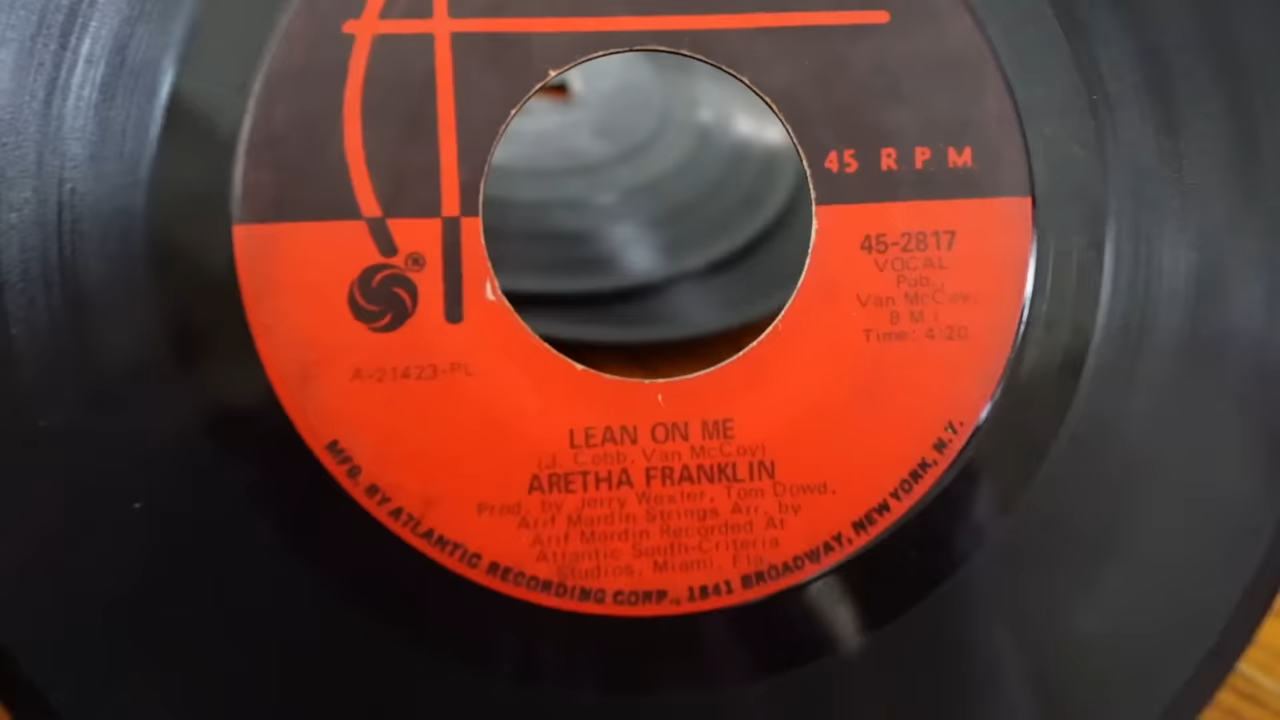 45 RPM
45-2817
VOCAL
Pub.,
Van McCoy,
B M I
Time: 4:20
®
A-21423-PL
LEAN ON ME
(J. Cobb, Van McCoy)
ARETHA FRANKLIN
Prod. by Jerry Wexler, Tom Dowd,
Arif Mardin Strings Arr. by
Arif Mardin Recorded At
Atlantic South-Criteria
Studios, Miami, Fla.
MFG. BY ATLANTIC RECORDING CORP., 1841 BROADWAY, NEW YORK, N.Y.